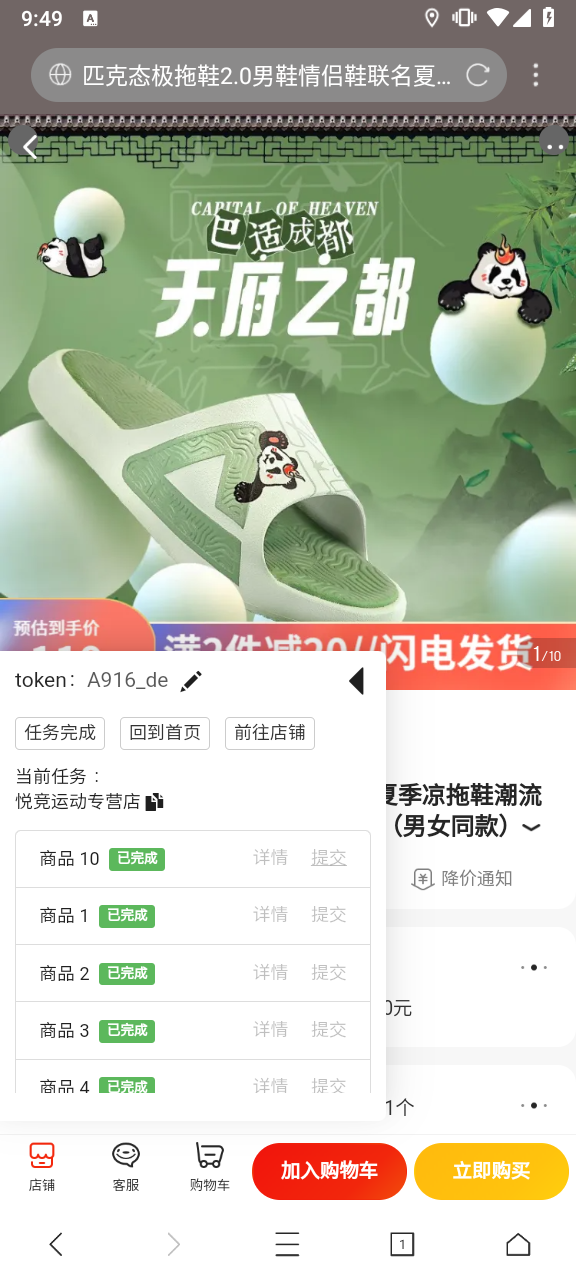 9:49 A
匹克态极拖鞋2.0男鞋情侣鞋联名夏...
CAPITAL OF HEAVEN
巴适成都
天府之都
预估到手价
满2件减20//闪电发货
1/10
token: A916_de
任务完成 回到首页 前往店铺
当前任务：
悦竞运动专营店
夏季凉拖鞋潮流
（男女同款）
降价通知
商品 10 已完成 详情 提交
商品 1 已完成 详情 提交
商品 2 已完成 详情 提交
0元
商品 3 已完成 详情 提交
商品 4 已完成 详情 提交
1个
店铺 客服 购物车 加入购物车 立即购买
1